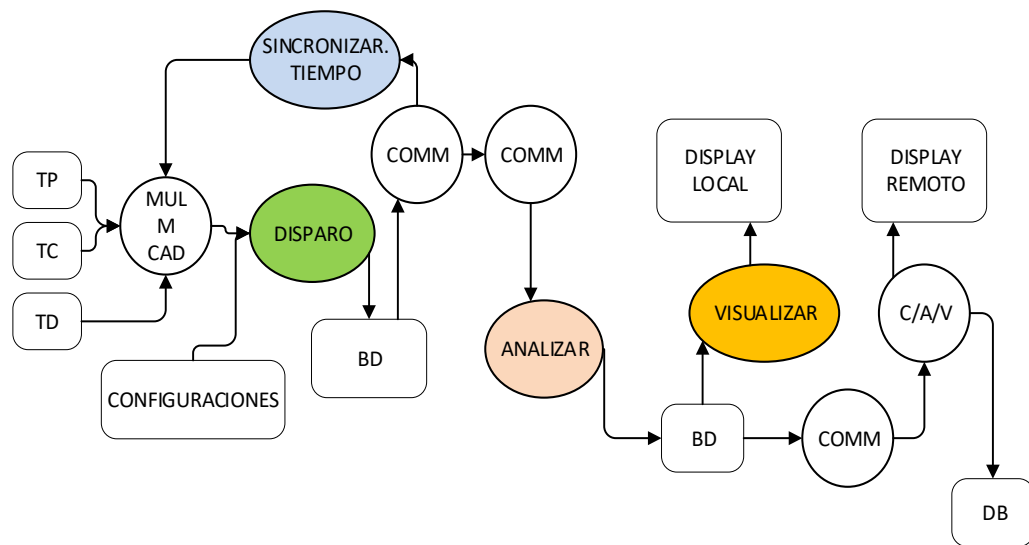 SINCRONIZAR.
TIEMPO
COMM
COMM
DISPLAY
LOCAL
DISPLAY
REMOTO
TP
TC
TD
MUL
M
CAD
DISPARO
CONFIGURACIONES
BD
ANALIZAR
VISUALIZAR
C/A/V
BD
COMM
DB